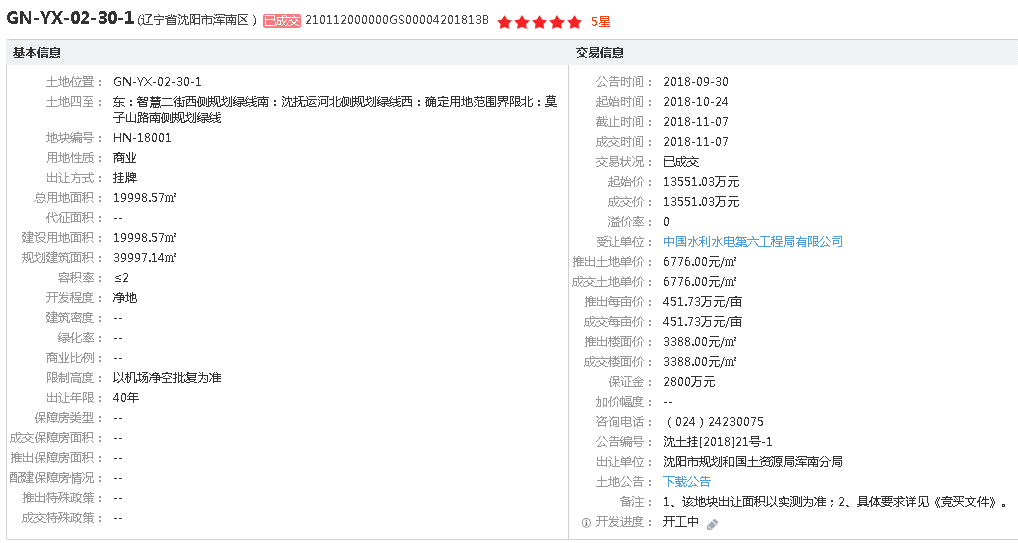 GN-YX-02-30-1 (辽宁省沈阳市浑南区 ) 已成交 210112000000GS00004201813B 5星
基本信息
土地位置： GN-YX-02-30-1
土地四至： 东：智慧二街西侧规划绿线南：沈抚运河北侧规划绿线西：确定用地范围界限北：莫
子山路南侧规划绿线
地块编号： HN-18001
用地性质： 商业
出让方式： 挂牌
总用地面积： 19998.57㎡
代征面积： --
建设用地面积： 19998.57㎡
规划建筑面积： 39997.14㎡
容积率： ≤2
开发程度： 净地
建筑密度： --
绿化率： --
商业比例： --
限制高度： 以机场净空批复为准
出让年限： 40年
保障房类型： --
成交保障房面积： --
推出保障房面积： --
配建保障房情况： --
推出特殊政策： --
成交特殊政策： --
交易信息
公告时间： 2018-09-30
起始时间： 2018-10-24
截止时间： 2018-11-07
成交时间： 2018-11-07
交易状况： 已成交
起始价： 13551.03万元
成交价： 13551.03万元
溢价率： 0
受让单位： 中国水利水电第六工程局有限公司
推出土地单价： 6776.00元/㎡
成交土地单价： 6776.00元/㎡
推出每亩价： 451.73万元/亩
成交每亩价： 451.73万元/亩
推出楼面价： 3388.00元/㎡
成交楼面价： 3388.00元/㎡
保证金： 2800万元
加价幅度： --
咨询电话： （024）24230075
公告编号： 沈土挂[2018]21号-1
出让单位： 沈阳市规划和国土资源局浑南分局
土地公告： 下载公告
备注： 1、该地块出让面积以实测为准；2、具体要求详见《竞买文件》。
开发进度： 开工中